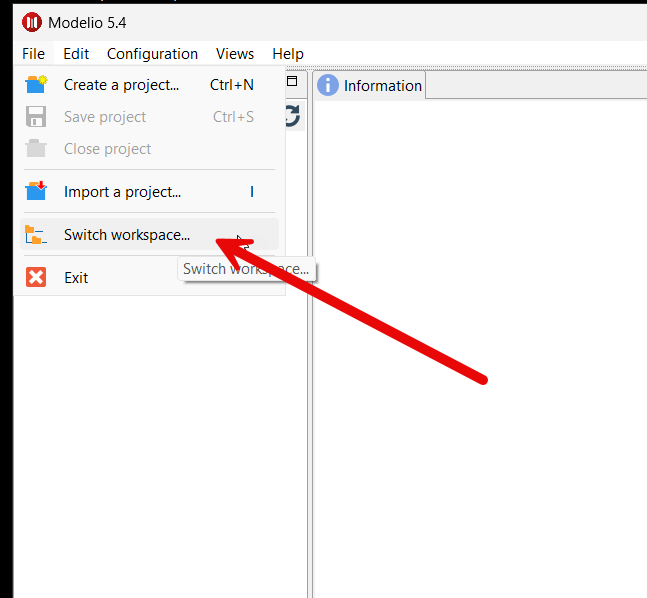 Modelio 5.4
File Edit Configuration Views Help
Create a project... Ctrl+N
Information
Save project Ctrl+S
Close project
Import a project... I
Switch workspace...
Switch workspace...
Exit